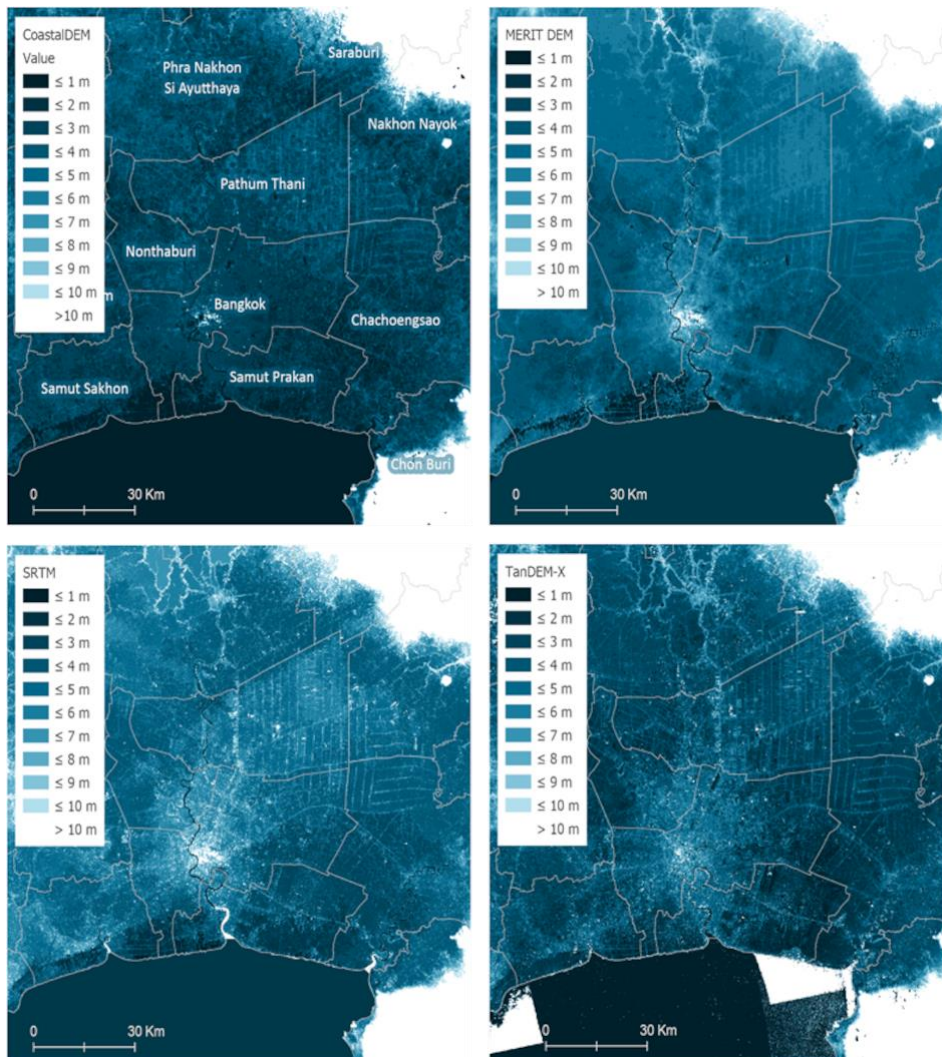 CoastalDEM
Value
≤ 1 m
≤ 2 m
≤ 3 m
≤ 4 m
≤ 5 m
≤ 6 m
≤ 7 m
≤ 8 m
≤ 9 m
≤ 10 m
>10 m
Saraburi
Phra Nakhon
Si Ayutthaya
Nakhon Nayok
Pathum Thani
Nonthaburi
Bangkok
Chachoengsao
Samut Prakan
Samut Sakhon
Chon Buri
0 30 Km
MERIT DEM
≤ 1 m
≤ 2 m
≤ 3 m
≤ 4 m
≤ 5 m
≤ 6 m
≤ 7 m
≤ 8 m
≤ 9 m
≤ 10 m
> 10 m
0 30 Km
SRTM
≤ 1 m
≤ 2 m
≤ 3 m
≤ 4 m
≤ 5 m
≤ 6 m
≤ 7 m
≤ 8 m
≤ 9 m
≤ 10 m
> 10 m
0 30 Km
TanDEM-X
≤ 1 m
≤ 2 m
≤ 3 m
≤ 4 m
≤ 5 m
≤ 6 m
≤ 7 m
≤ 8 m
≤ 9 m
≤ 10 m
> 10 m
0 30 Km